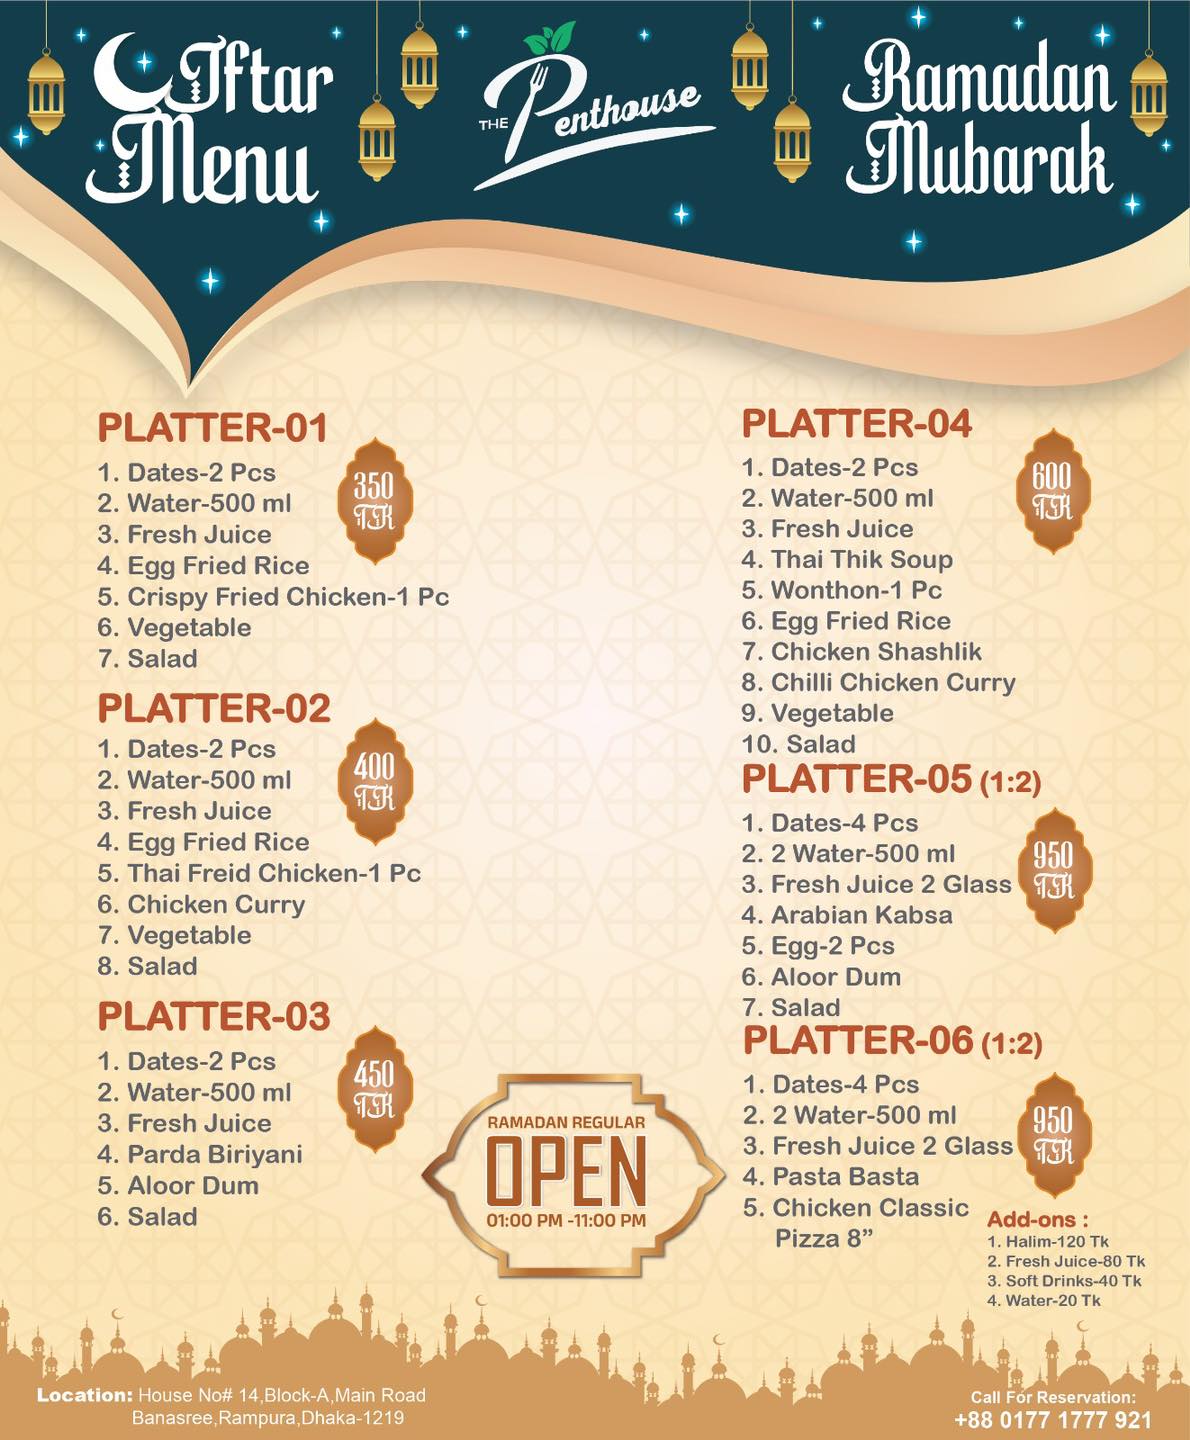 Iftar
Menu
THE Penthouse
Ramadan
Mubarak
PLATTER-01
350
TK
1. Dates-2 Pcs
2. Water-500 ml
3. Fresh Juice
4. Egg Fried Rice
5. Crispy Fried Chicken-1 Pc
6. Vegetable
7. Salad
PLATTER-02
400
TK
1. Dates-2 Pcs
2. Water-500 ml
3. Fresh Juice
4. Egg Fried Rice
5. Thai Freid Chicken-1 Pc
6. Chicken Curry
7. Vegetable
8. Salad
PLATTER-03
450
TK
1. Dates-2 Pcs
2. Water-500 ml
3. Fresh Juice
4. Parda Biriyani
5. Aloor Dum
6. Salad
PLATTER-04
600
TK
1. Dates-2 Pcs
2. Water-500 ml
3. Fresh Juice
4. Thai Thik Soup
5. Wonthon-1 Pc
6. Egg Fried Rice
7. Chicken Shashlik
8. Chilli Chicken Curry
9. Vegetable
10. Salad
PLATTER-05 (1:2)
950
TK
1. Dates-4 Pcs
2. 2 Water-500 ml
3. Fresh Juice 2 Glass
4. Arabian Kabsa
5. Egg-2 Pcs
6. Aloor Dum
7. Salad
PLATTER-06 (1:2)
950
TK
1. Dates-4 Pcs
2. 2 Water-500 ml
3. Fresh Juice 2 Glass
4. Pasta Basta
5. Chicken Classic
Pizza 8”
Add-ons :
1. Halim-120 Tk
2. Fresh Juice-80 Tk
3. Soft Drinks-40 Tk
4. Water-20 Tk
RAMADAN REGULAR
OPEN
01:00 PM -11:00 PM
Location: House No# 14,Block-A,Main Road
Banasree,Rampura,Dhaka-1219
Call For Reservation:
+88 0177 1777 921